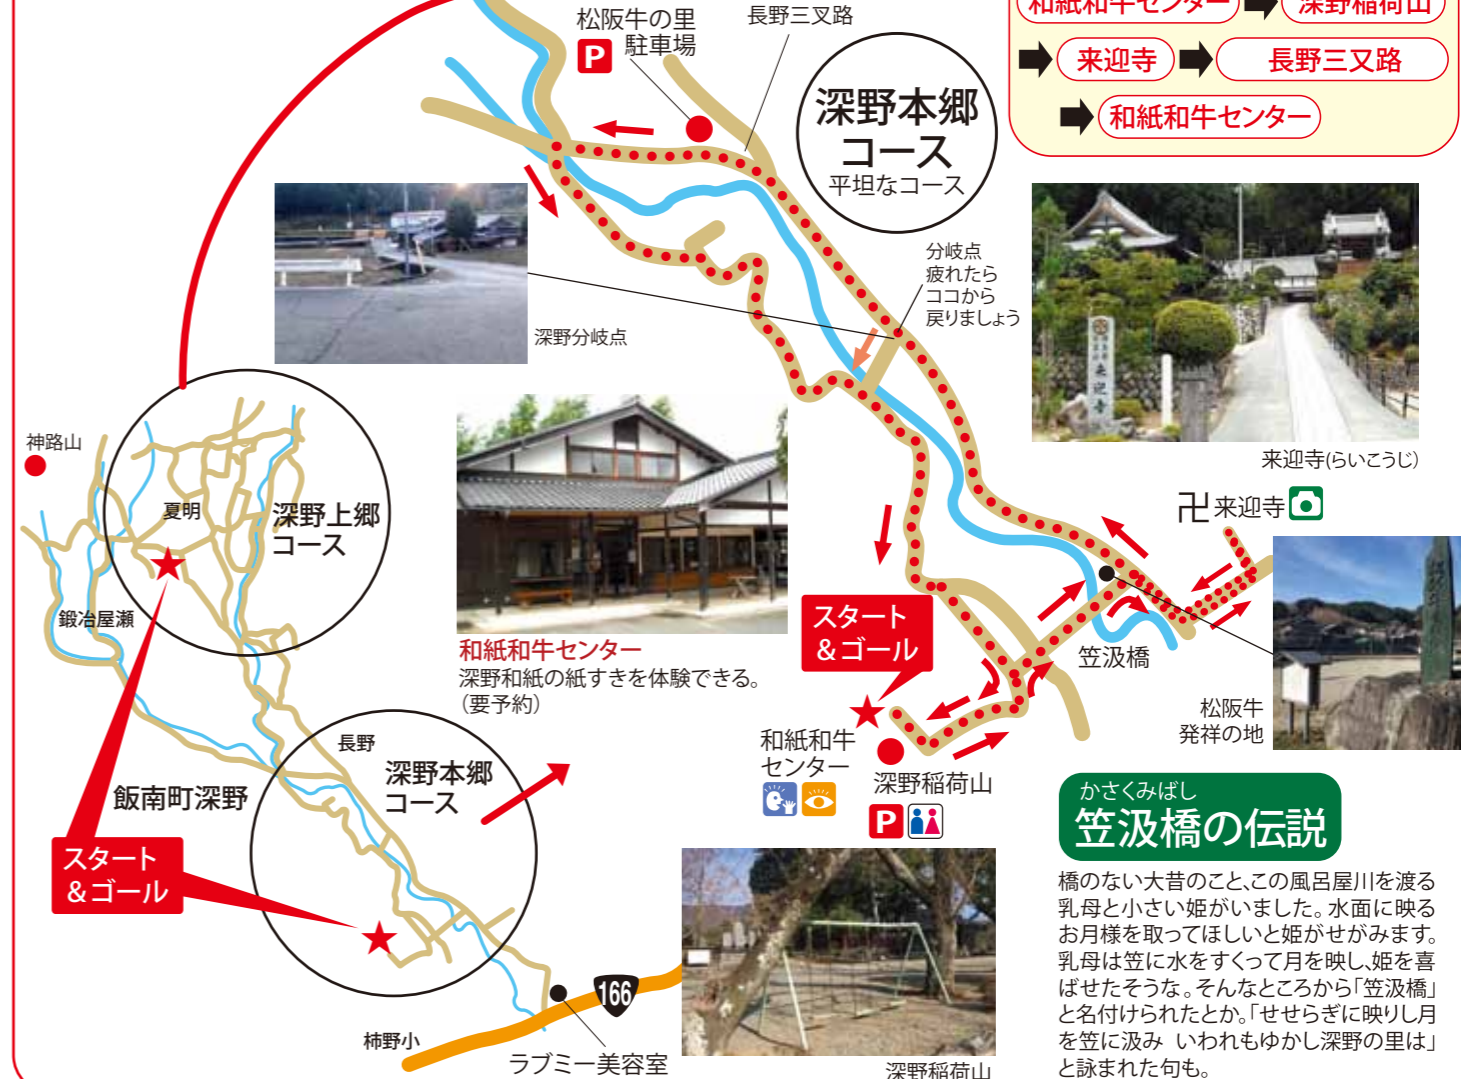 和紙和牛センター
深野稲荷山
来迎寺
長野三又路
和紙和牛センター
松阪牛の里
駐車場
P
長野三叉路
深野本郷
コース
平坦なコース
分岐点
疲れたら
ココから
戻りましょう
深野分岐点
来迎寺
来迎寺(らいこうじ)
卍来迎寺
神路山
夏明
深野上郷
コース
鍛冶屋瀬
和紙和牛センター
深野和紙の紙すきを体験できる。
(要予約)
スタート
&ゴール
笠汲橋
松阪牛
発祥の地
和紙和牛
センター
深野稲荷山
P
長野
深野本郷
コース
飯南町深野
スタート
&ゴール
166
柿野小
ラブミー美容室
深野稲荷山
かさくみばし
笠汲橋の伝説
橋のない大昔のこと、この風呂屋川を渡る
乳母と小さい姫がいました。水面に映る
お月様を取ってほしいと姫がせがみます。
乳母は笠に水をすくって月を映し、姫を喜
ばせたそうな。そんなところから「笠汲橋」
と名付けられたとか。「せせらぎに映りし月
を笠に汲み いわれもゆかし深野の里は」
と詠まれた句も。